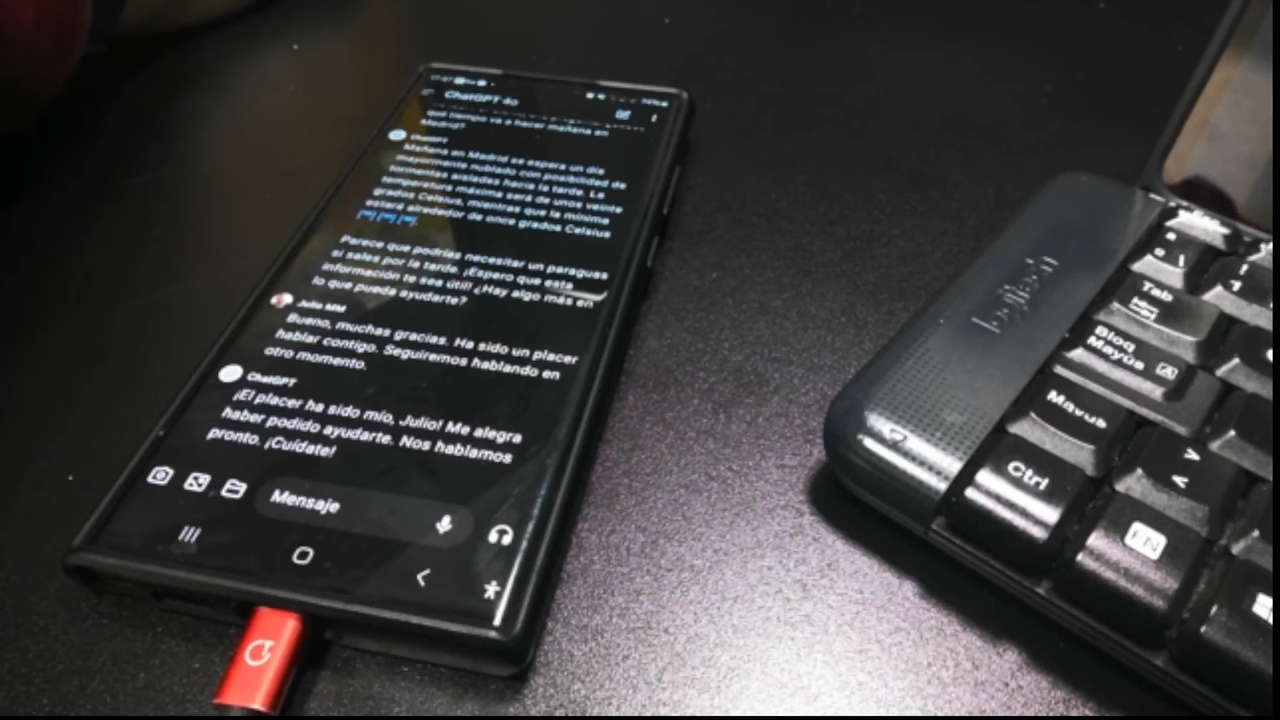 ChatGPT 4o
qué tiempo va a hacer mañana en
Madrid?
ChatGPT
Mañana en Madrid se espera un día
mayormente nublado con posibilidad de
tormentas aisladas hacia la tarde. La
temperatura máxima será de unos veinte
grados Celsius, mientras que la mínima
estará alrededor de once grados Celsius
Parece que podrías necesitar un paraguas
si sales por la tarde. ¡Espero que esta
información te sea útil! ¿Hay algo más en
lo que pueda ayudarte?
Julio MM
Bueno, muchas gracias. Ha sido un placer
hablar contigo. Seguiremos hablando en
otro momento.
ChatGPT
¡El placer ha sido mío, Julio! Me alegra
haber podido ayudarte. Nos hablamos
pronto. ¡Cuídate!
Mensaje
logitech
Tab
Bloq
Mayús
A
Mayus
Ctrl
FN